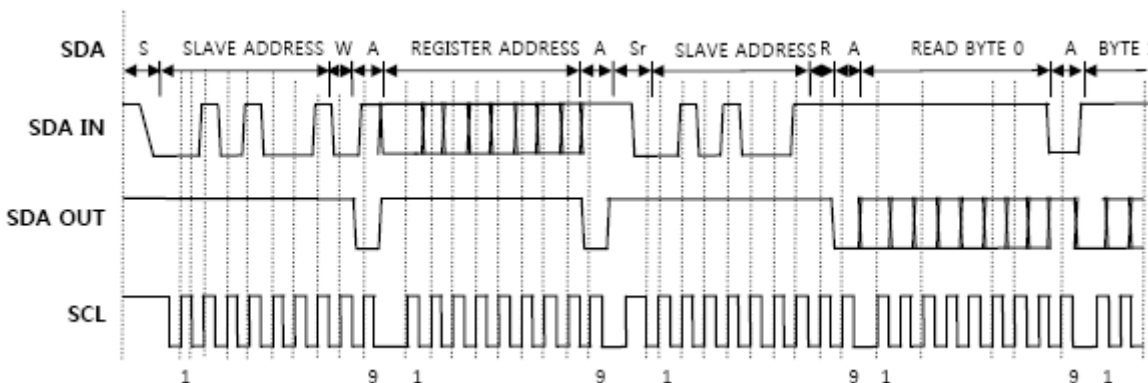 SDA S SLAVE ADDRESS W A REGISTER ADDRESS A Sr SLAVE ADDRESS R A READ BYTE 0 A BYTE
SDA IN
SDA OUT
SCL
1 9 1 9 1 9 1 9 1